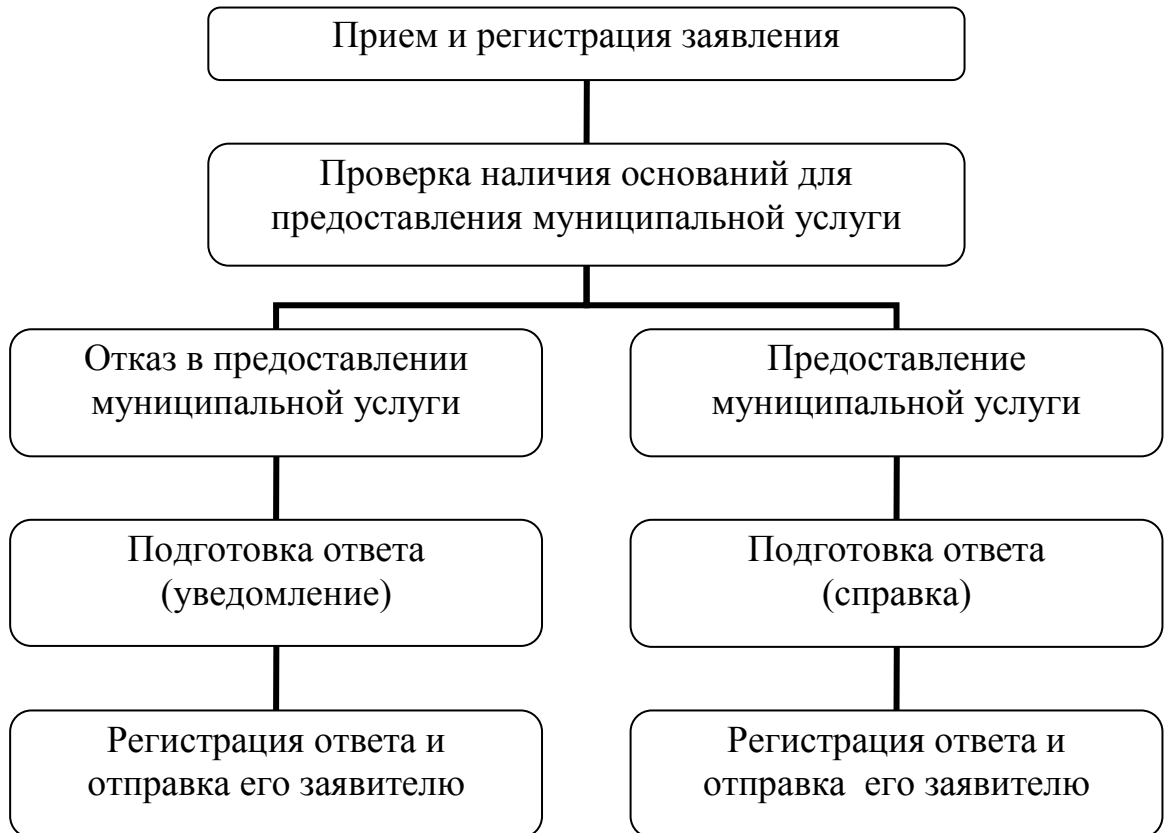 Прием и регистрация заявления
Проверка наличия оснований для
предоставления муниципальной услуги
Отказ в предоставлении
муниципальной услуги
Предоставление
муниципальной услуги
Подготовка ответа
(уведомление)
Подготовка ответа
(справка)
Регистрация ответа и
отправка его заявителю
Регистрация ответа и
отправка  его заявителю